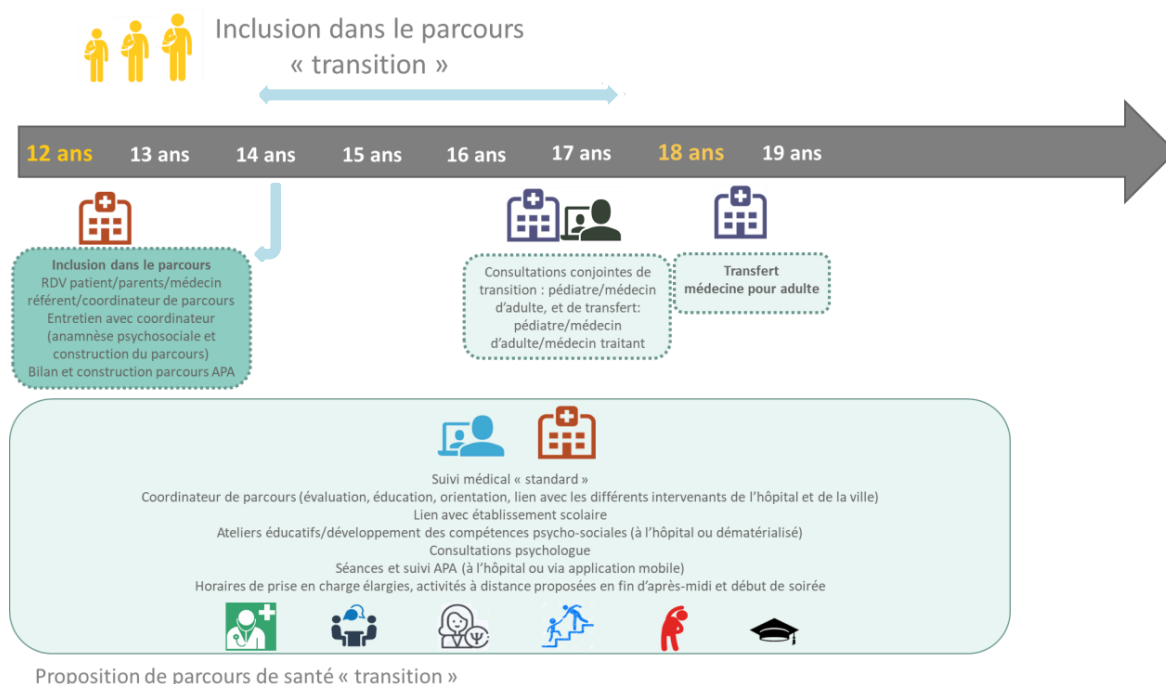 Inclusion dans le parcours
« transition »
12 ans
13 ans
14 ans
15 ans
16 ans
17 ans
18 ans
19 ans
Inclusion dans le parcours
RDV patient/parents/médecin
référent/coordinateur de parcours
Entretien avec coordinateur
(anamnèse psychosociale et
construction du parcours)
Bilan et construction parcours APA
Consultations conjointes de
transition : pédiatre/médecin
d’adulte, et de transfert:
pédiatre/médecin
d’adulte/médecin traitant
Transfert
médecine pour adulte
Suivi médical « standard »
Coordinateur de parcours (évaluation, éducation, orientation, lien avec les différents intervenants de l’hôpital et de la ville)
Lien avec établissement scolaire
Ateliers éducatifs/développement des compétences psycho-sociales (à l’hôpital ou dématérialisé)
Consultations psychologue
Séances et suivi APA (à l’hôpital ou via application mobile)
Horaires de prise en charge élargies, activités à distance proposées en fin d’après-midi et début de soirée
Ψ
Proposition de parcours de santé « transition »